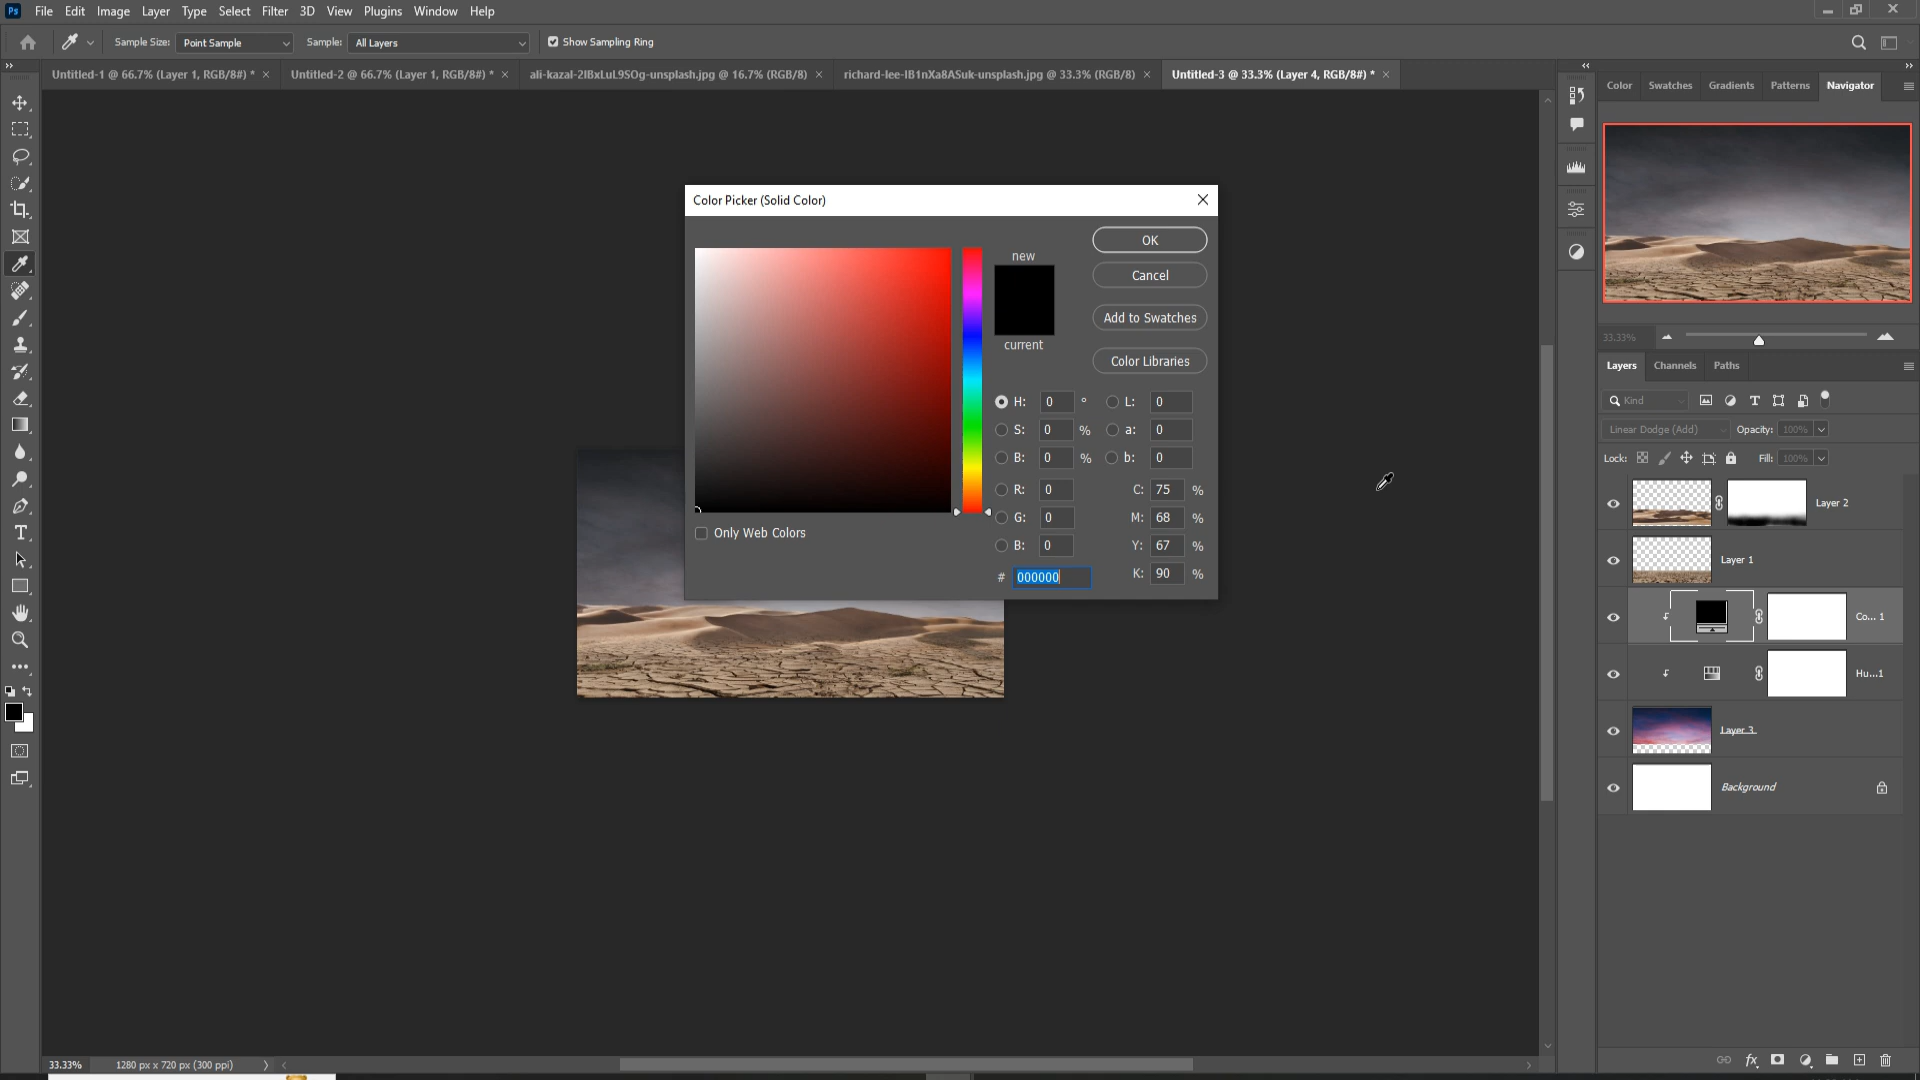 Ps File Edit Image Layer Type Select Filter 3D View Plugins Window Help
Sample Size: Point Sample Sample: All Layers Show Sampling Ring
Untitled-1 @ 66.7% (Layer 1, RGB/8#) * × Untitled-2 @ 66.7% (Layer 1, RGB/8#) * × ali-kazal-2IBxLuL9SOg-unsplash.jpg @ 16.7% (RGB/8) × richard-lee-IB1nXa8ASuk-unsplash.jpg @ 33.3% (RGB/8) × Untitled-3 @ 33.3% (Layer 4, RGB/8#) * ×
Color Swatches Gradients Patterns Navigator
33.33%
Color Picker (Solid Color)
OK
new
Cancel
Add to Swatches
current
Color Libraries
H: 0 ° L: 0
S: 0 % a: 0
B: 0 % b: 0
R: 0 C: 75 %
G: 0 M: 68 %
Only Web Colors
B: 0 Y: 67 %
# 000000 K: 90 %
Layers Channels Paths
Kind
Linear Dodge (Add) Opacity: 100%
Lock: Fill: 100%
Layer 2
Layer 1
Co... 1
Hu...1
Layer 3
Background
33.33% 1280 px x 720 px (300 ppi)